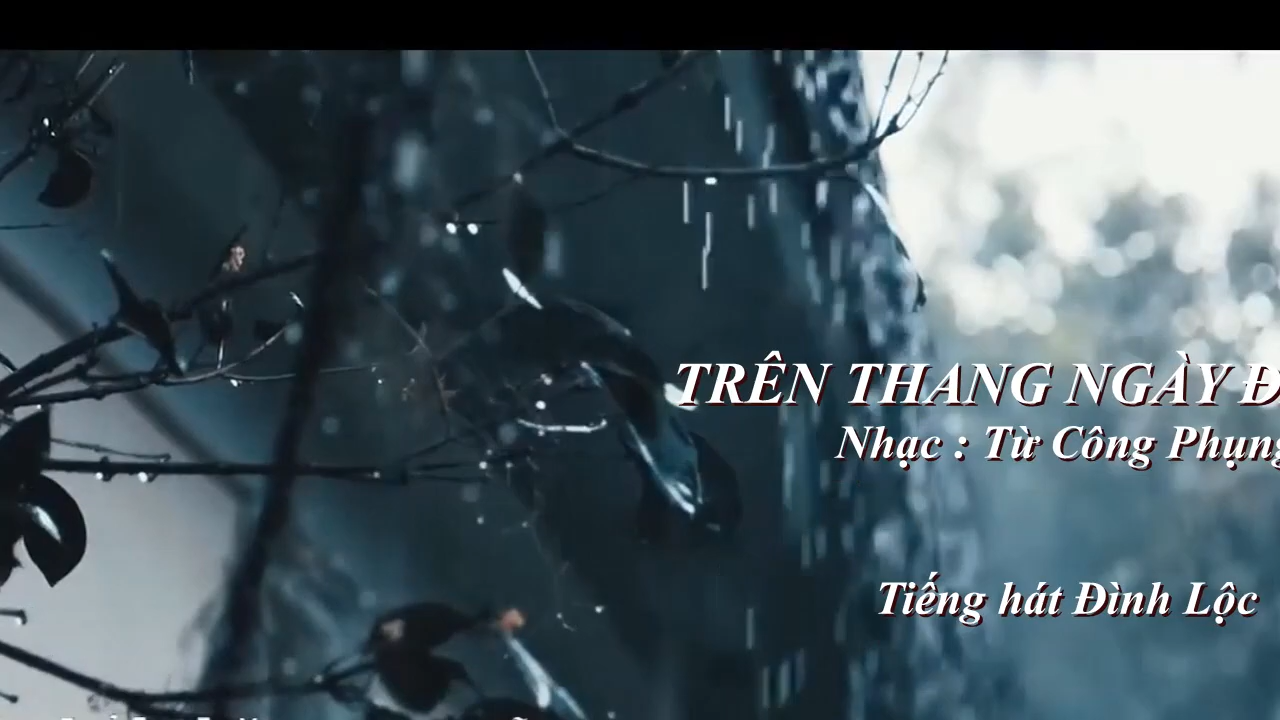 TRÊN THANG NGÀY Đ
Nhạc : Từ Công Phụng
Tiếng hát Đình Lộc